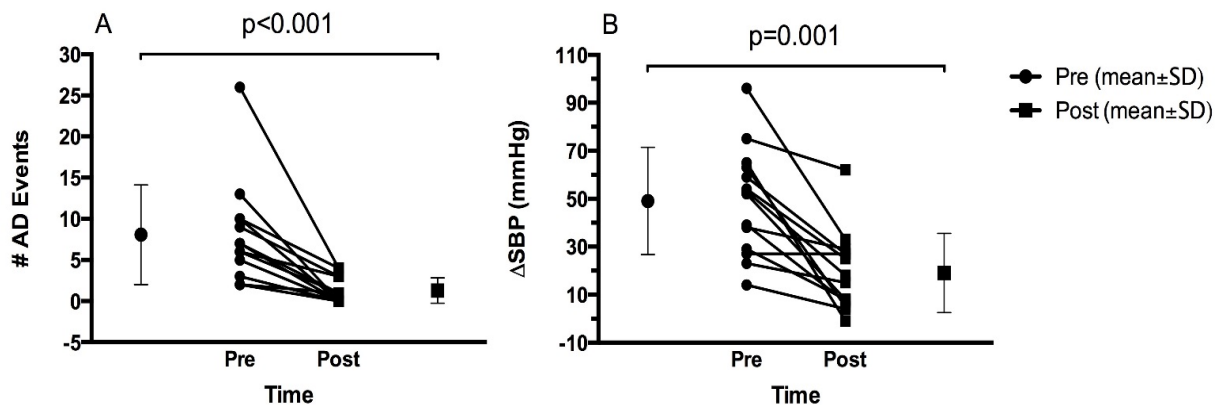 A
p<0.001
30
25
20
15
10
5
0
-5
# AD Events
Pre
Post
Time
B
p=0.001
110
90
70
50
30
10
-10
ΔSBP (mmHg)
Pre
Post
Time
Pre (mean±SD)
Post (mean±SD)